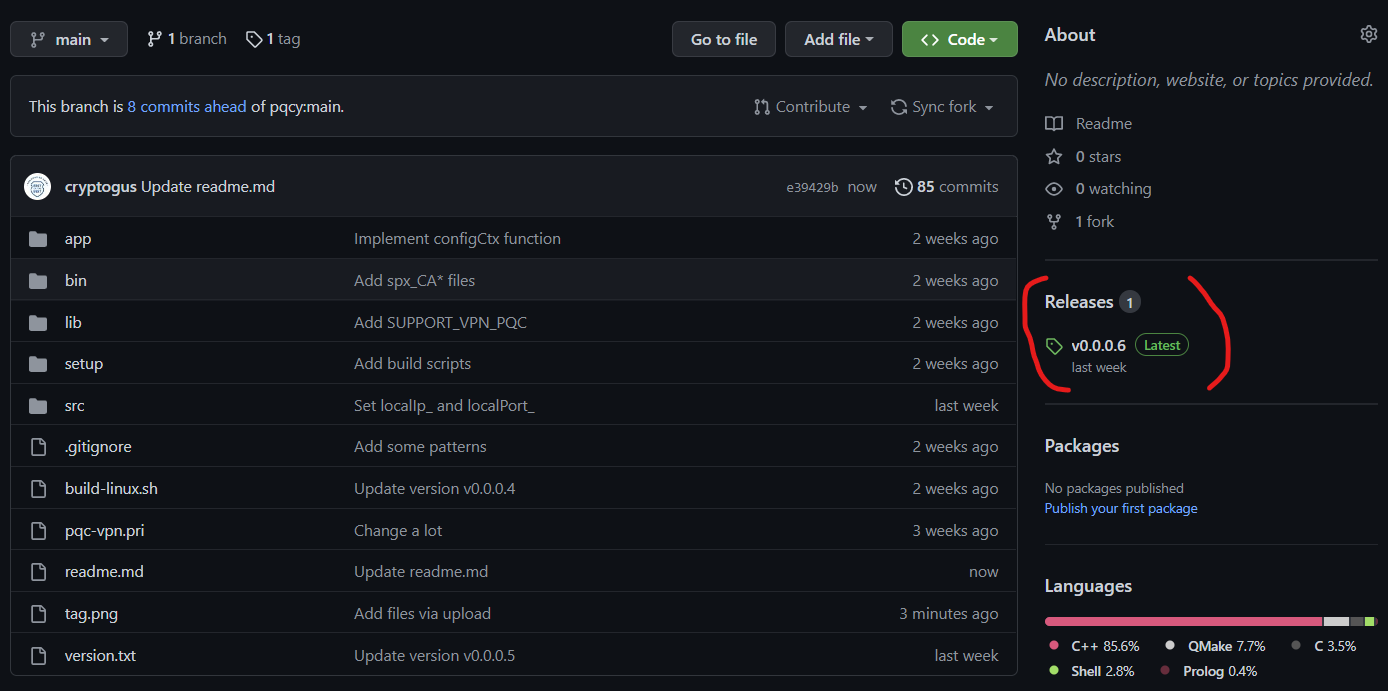 main 1 branch 1 tag Go to file Add file Code
This branch is 8 commits ahead of pqcy:main. Contribute Sync fork
cryptogus Update readme.md e39429b now 85 commits
app Implement configCtx function 2 weeks ago
bin Add spx_CA* files 2 weeks ago
lib Add SUPPORT_VPN_PQC 2 weeks ago
setup Add build scripts 2 weeks ago
src Set localIp_ and localPort_ last week
.gitignore Add some patterns 2 weeks ago
build-linux.sh Update version v0.0.0.4 2 weeks ago
pqc-vpn.pri Change a lot 3 weeks ago
readme.md Update readme.md now
tag.png Add files via upload 3 minutes ago
version.txt Update version v0.0.0.5 last week
About
No description, website, or topics provided.
Readme
0 stars
0 watching
1 fork
Releases 1
v0.0.0.6 Latest
last week
Packages
No packages published
Publish your first package
Languages
C++ 85.6% QMake 7.7% C 3.5%
Shell 2.8% Prolog 0.4%